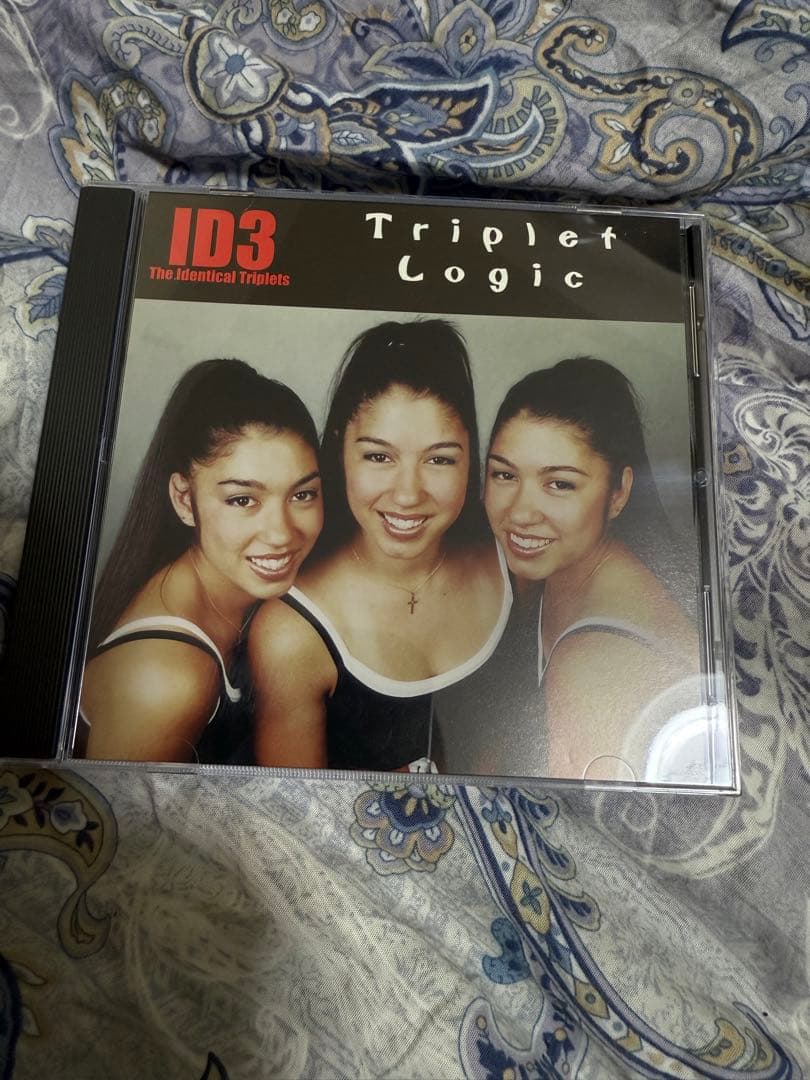 ID3
The Identical Triplets
Triplet
Logic